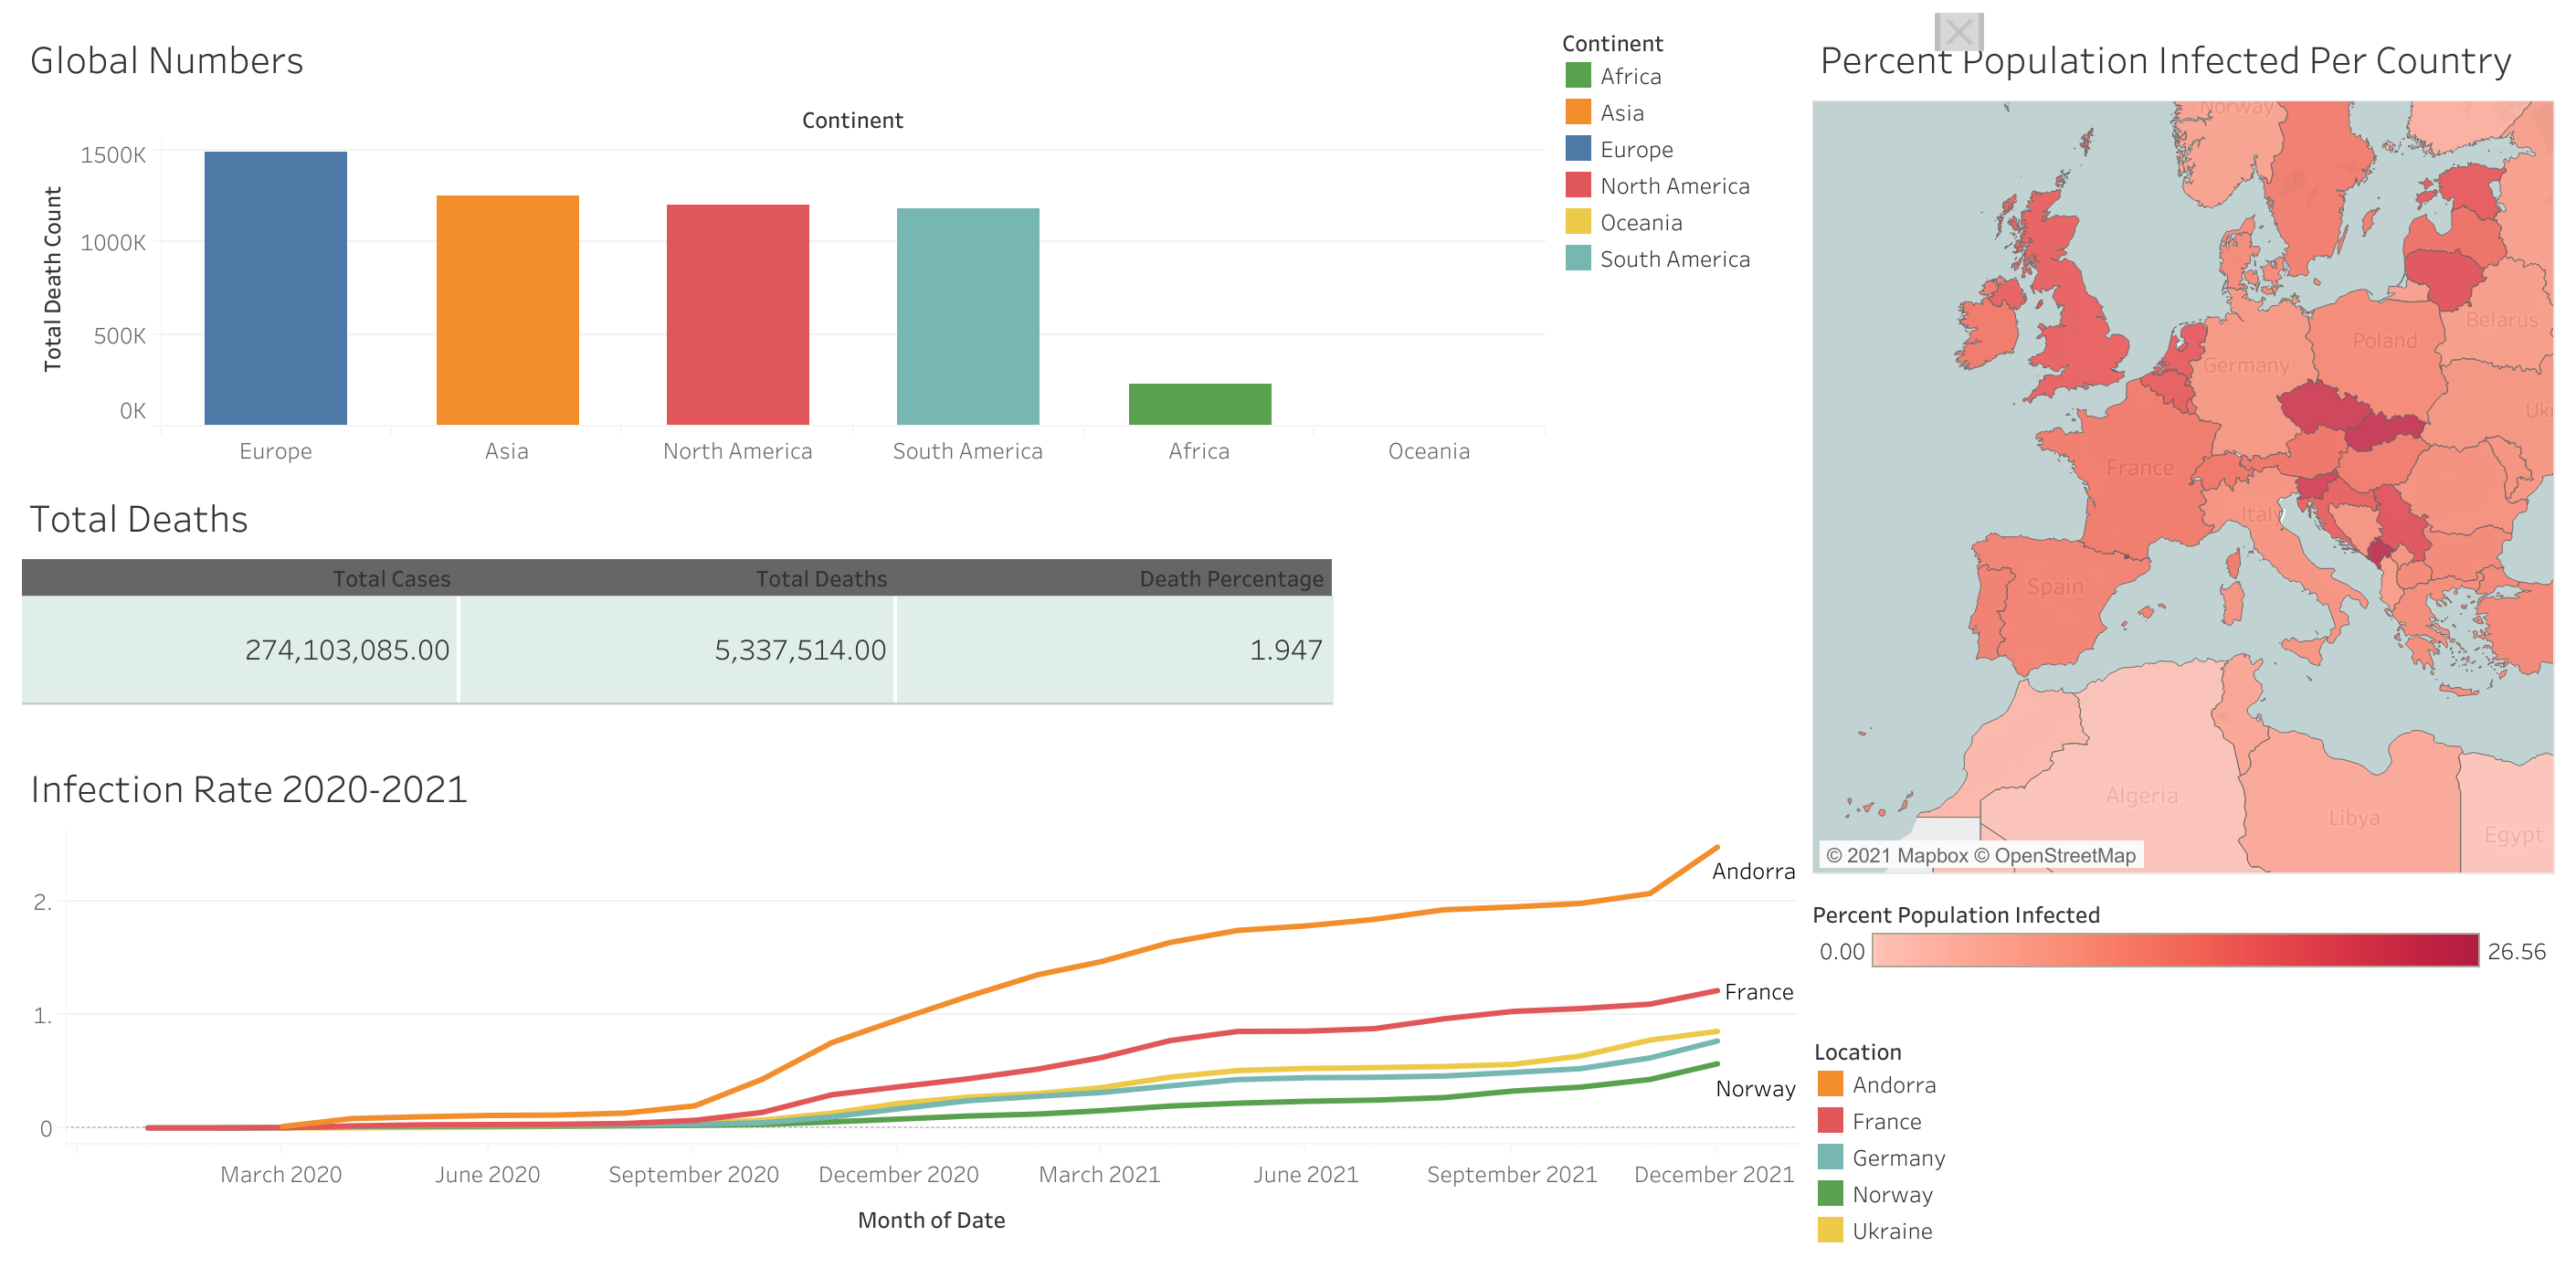 Global Numbers
Continent
Total Death Count
1500K
1000K
500K
0K
Europe
Asia
North America
South America
Africa
Oceania
Continent
Africa
Asia
Europe
North America
Oceania
South America
Total Deaths
Total Cases Total Deaths Death Percentage
274,103,085.00 5,337,514.00 1.947
Infection Rate 2020-2021
2.
1.
0
Andorra
France
Norway
March 2020
June 2020
September 2020
December 2020
March 2021
June 2021
September 2021
December 2021
Month of Date
Percent Population Infected Per Country
Norway
Belarus
Poland
Germany
Uk
France
Italy
Spain
Algeria
Libya
Egypt
© 2021 Mapbox © OpenStreetMap
Percent Population Infected
0.00 26.56
Location
Andorra
France
Germany
Norway
Ukraine